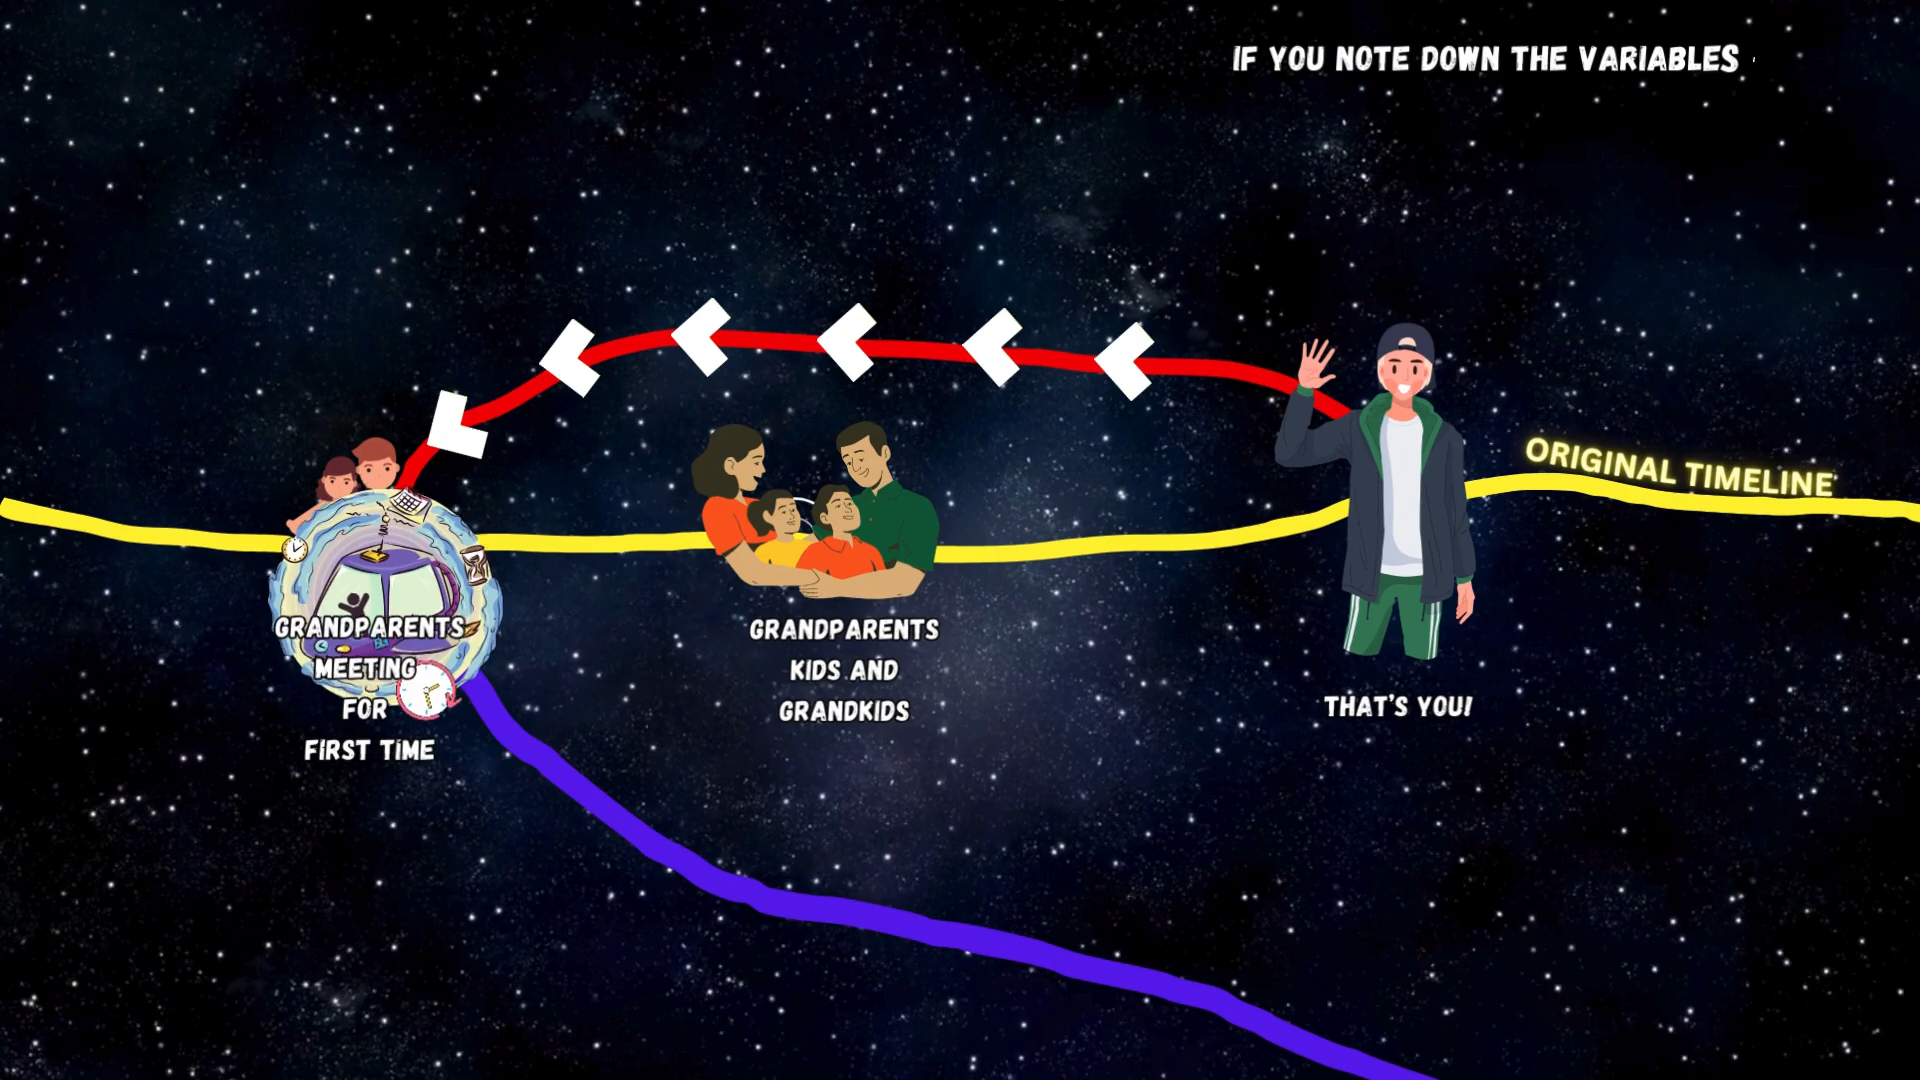 IF YOU NOTE DOWN THE VARIABLES
ORIGINAL TIMELINE
GRANDPARENTS
MEETING
FOR
FIRST TIME
GRANDPARENTS
KIDS AND
GRANDKIDS
THAT'S YOU!